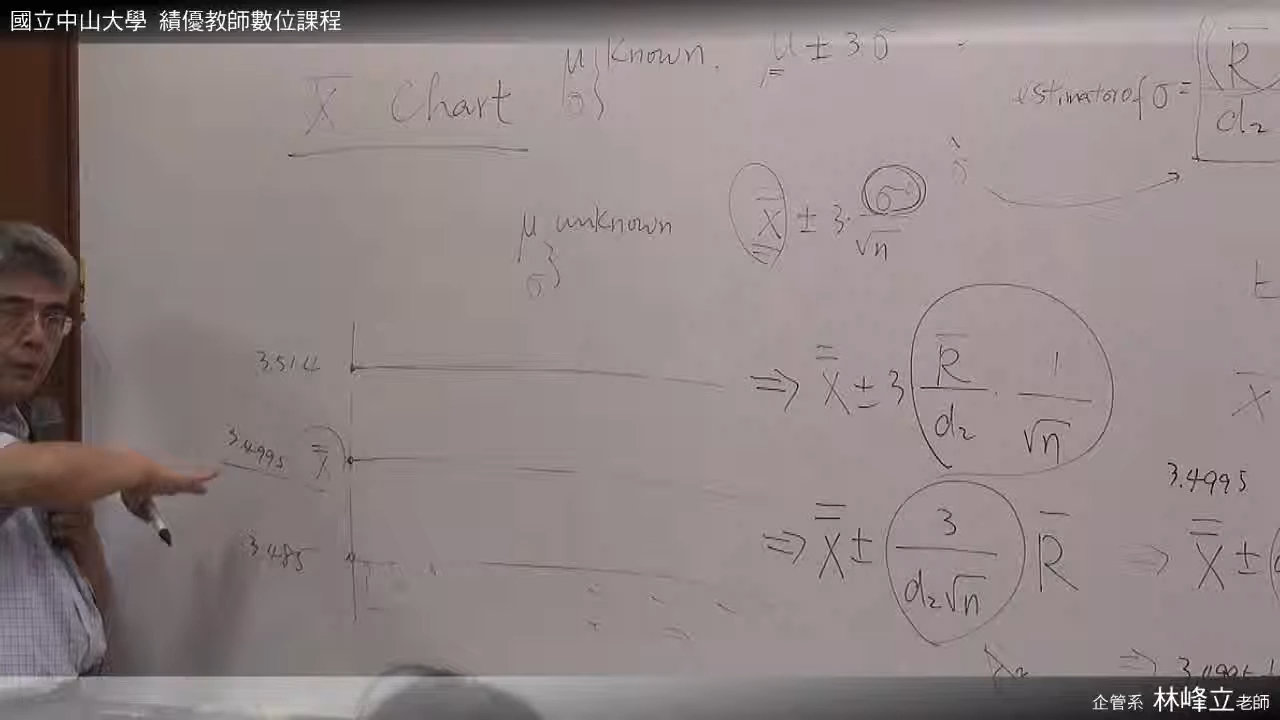 國立中山大學 績優教師數位課程
X̄ Chart
μ
σ } known. μ ± 3σ
estimator of σ = (R̄
d₂
μ
σ } unknown
X̿ ± 3 · σ
√n
σ̂
3.514
3.4995 X̿
3.485
⇒ X̿ ± 3 R̄/d₂ · 1/√n
X̄
3.4995
⇒ X̿ ± 3/(d₂√n) R̄ ⇒ X̿ ± (
⇒
企管系 林峰立老師